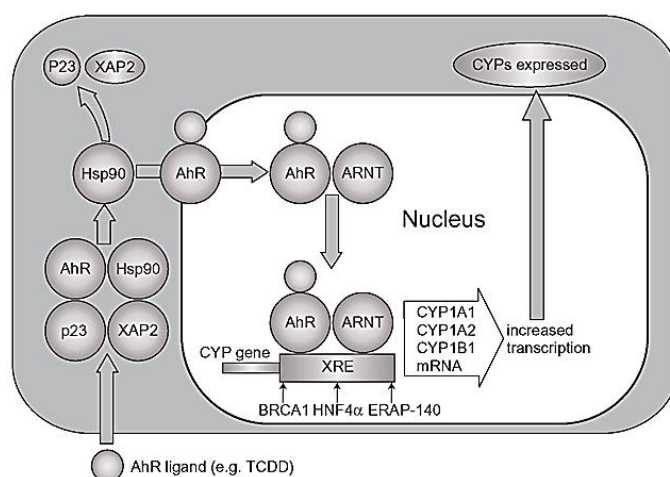 P23
XAP2
CYPs expressed
Hsp90
AhR
AhR
ARNT
Nucleus
AhR
Hsp90
p23
XAP2
AhR
ARNT
CYP1A1
CYP1A2
CYP1B1
mRNA
increased
transcription
CYP gene
XRE
BRCA1 HNF4α ERAP-140
AhR ligand (e.g. TCDD)